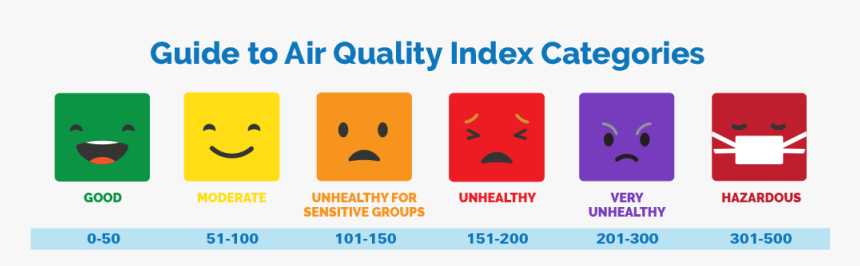 Guide to Air Quality Index Categories
GOOD
MODERATE
UNHEALTHY FOR
SENSITIVE GROUPS
UNHEALTHY
VERY
UNHEALTHY
HAZARDOUS
0-50
51-100
101-150
151-200
201-300
301-500